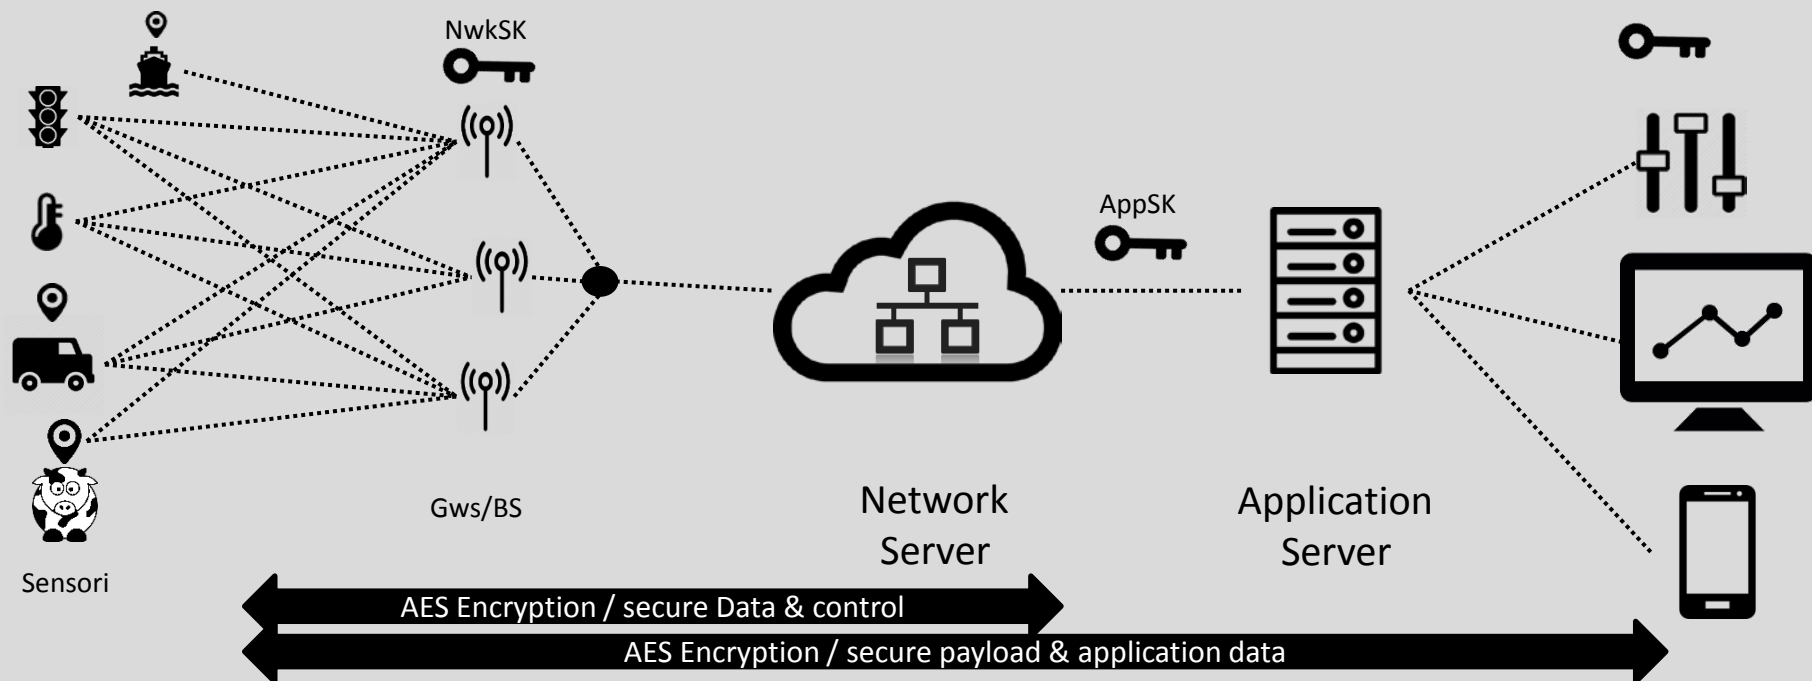 NwkSK
AppSK
Gws/BS
Network
Server
Application
Server
Sensori
AES Encryption / secure Data & control
AES Encryption / secure payload & application data